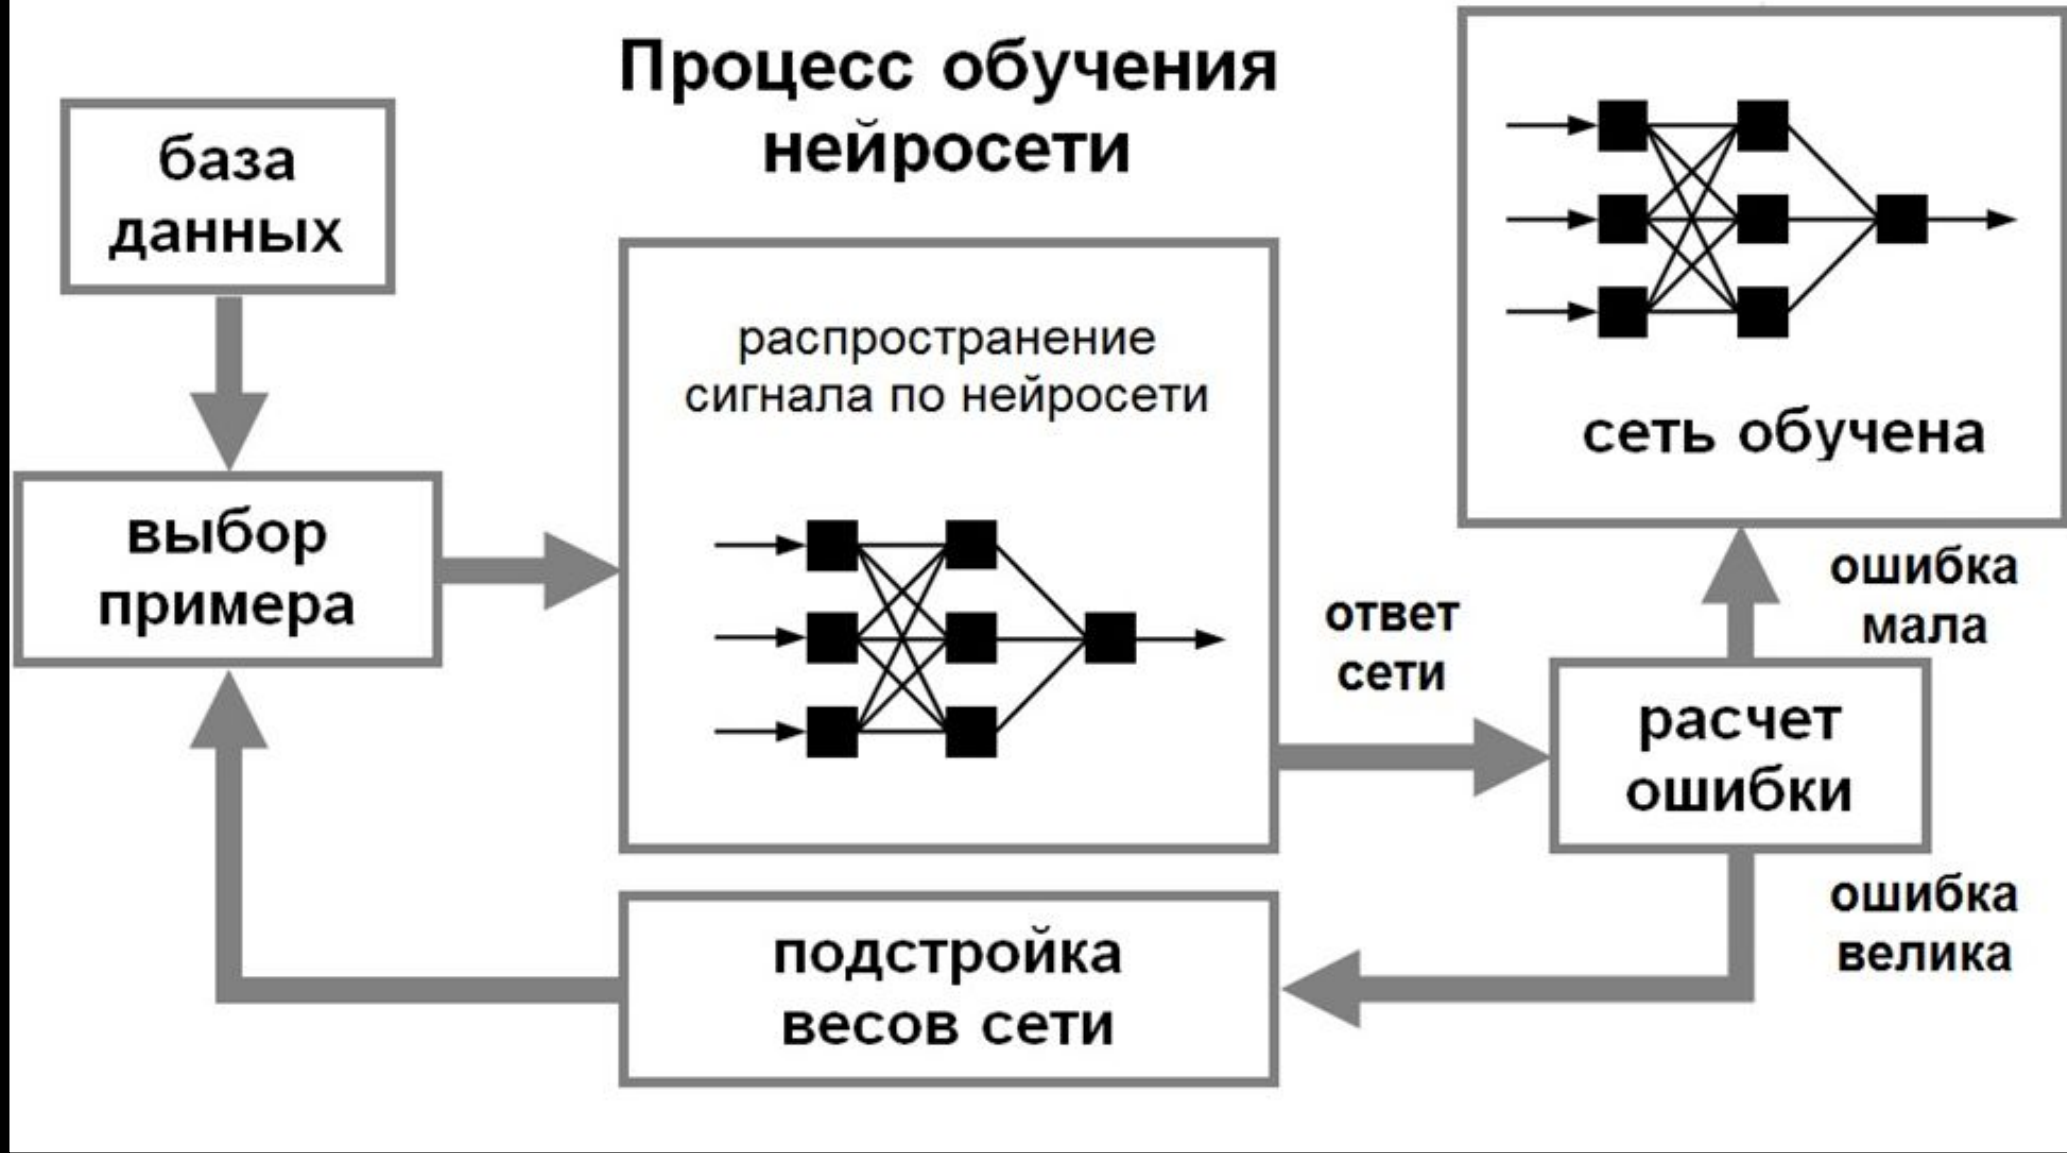 Процесс обучения
нейросети
база
данных
выбор
примера
распространение
сигнала по нейросети
ответ
сети
расчет
ошибки
ошибка
мала
сеть обучена
ошибка
велика
подстройка
весов сети